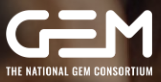 GEM
THE NATIONAL GEM CONSORTIUM